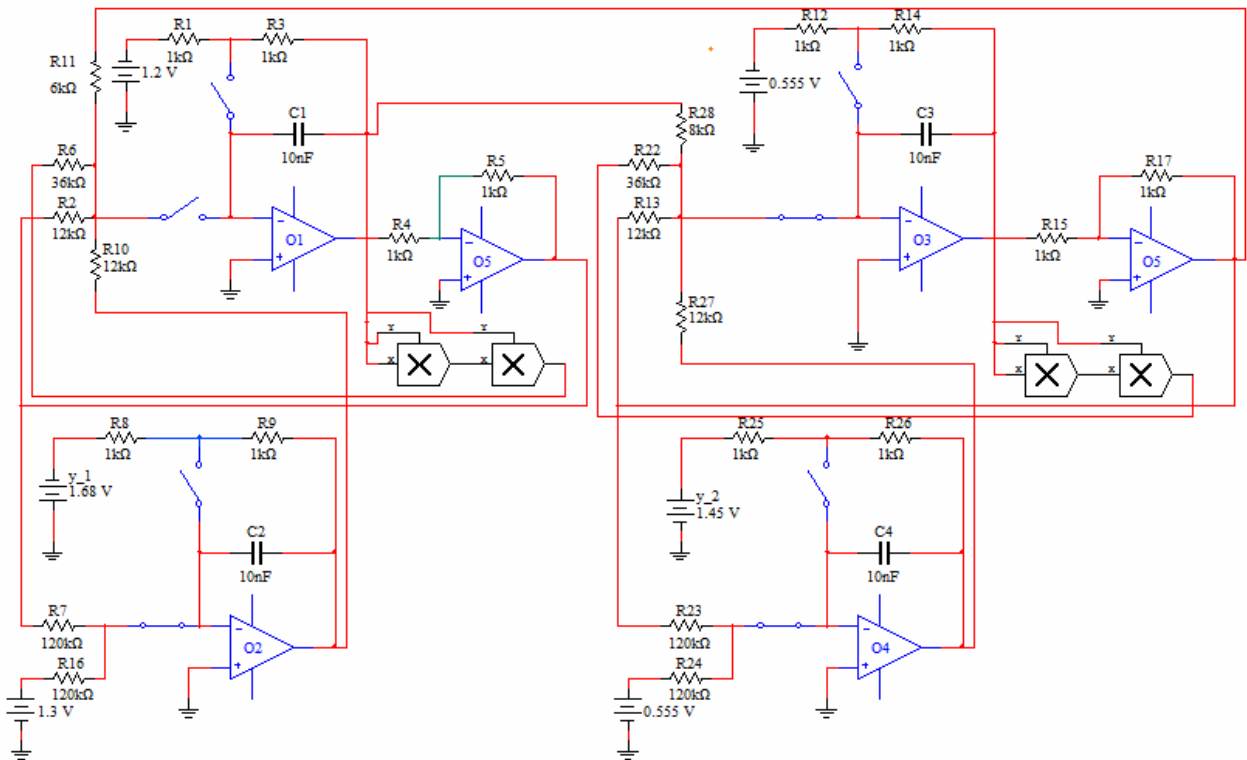 R1
1kΩ
R3
1kΩ
R12
1kΩ
R14
1kΩ
R11
6kΩ
1.2 V
0.555 V
C1
10nF
R28
8kΩ
C3
10nF
R6
36kΩ
R5
1kΩ
R22
36kΩ
R17
1kΩ
R2
12kΩ
R4
1kΩ
R13
12kΩ
R15
1kΩ
R10
12kΩ
−
+
O1
−
+
O5
−
+
O3
−
+
O5
R27
12kΩ
Y
X
Y
X
Y
X
Y
X
R8
1kΩ
R9
1kΩ
R25
1kΩ
R26
1kΩ
y_1
1.68 V
y_2
1.45 V
C2
10nF
C4
10nF
R7
120kΩ
R23
120kΩ
−
+
O2
−
+
O4
R16
120kΩ
R24
120kΩ
1.3 V
0.555 V